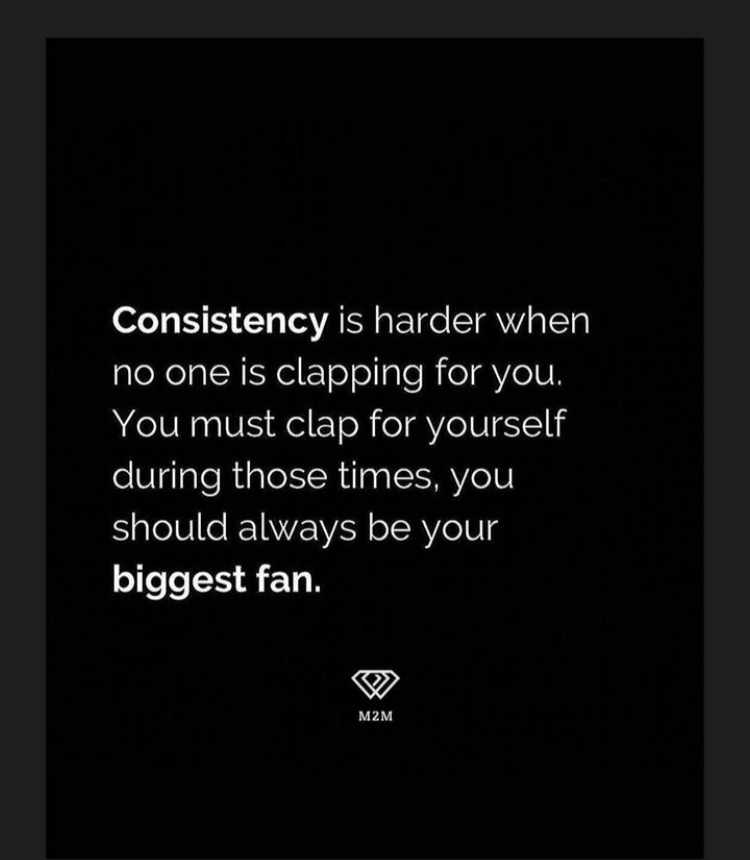 Consistency is harder when
no one is clapping for you.
You must clap for yourself
during those times, you
should always be your
biggest fan.
M2M